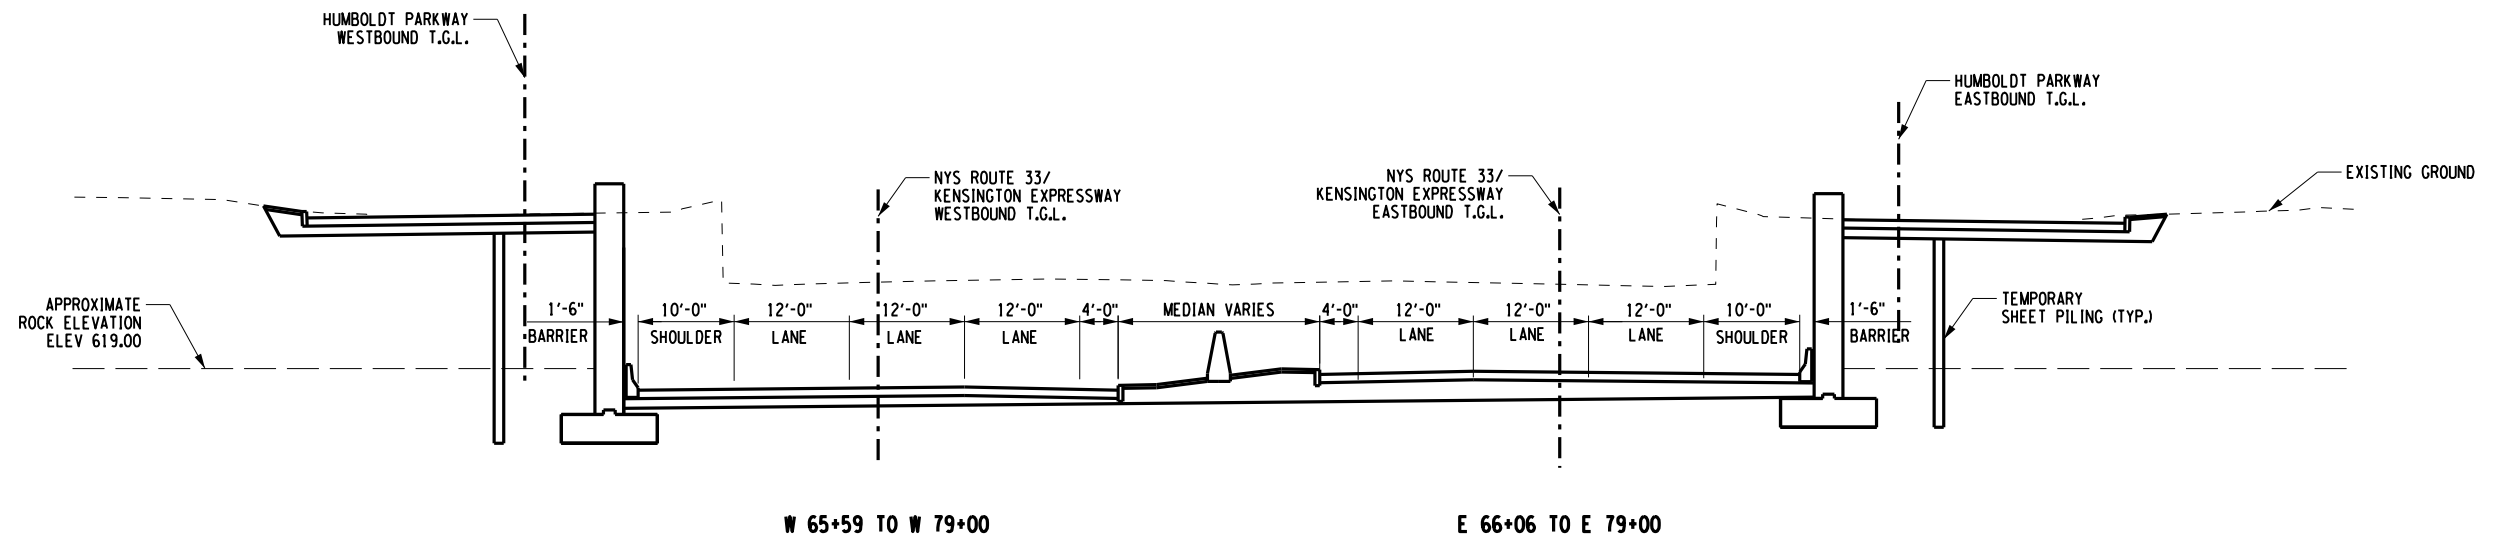 HUMBOLDT PARKWAY
WESTBOUND T.G.L.
HUMBOLDT PARKWAY
EASTBOUND T.G.L.
NYS ROUTE 33/
KENSINGTON EXPRESSWAY
WESTBOUND T.G.L.
NYS ROUTE 33/
KENSINGTON EXPRESSWAY
EASTBOUND T.G.L.
EXISTING GROUND
APPROXIMATE
ROCK ELEVATION
ELEV 619.00
TEMPORARY
SHEET PILING (TYP.)
1'-6"
BARRIER
10'-0"
SHOULDER
12'-0"
LANE
12'-0"
LANE
12'-0"
LANE
4'-0"
MEDIAN VARIES
4'-0"
12'-0"
LANE
12'-0"
LANE
12'-0"
LANE
10'-0"
SHOULDER
1'-6"
BARRIER
W 65+59 TO W 79+00
E 66+06 TO E 79+00